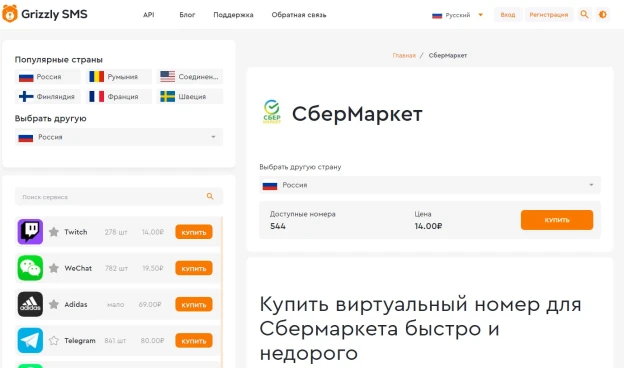 Grizzly SMS
API
Блог
Поддержка
Обратная связь
Русский
Вход
Регистрация
Популярные страны
Россия
Румыния
Соединен...
Финляндия
Франция
Швеция
Выбрать другую
Россия
Поиск сервиса
Twitch 278 шт 14.00₽ КУПИТЬ
WeChat 782 шт 19.50₽ КУПИТЬ
adidas
Adidas мало 69.00₽ КУПИТЬ
Telegram 841 шт 80.00₽ КУПИТЬ
Главная / СберМаркет
СБЕР
МАРКЕТ
СберМаркет
Выбрать другую страну
Россия
Доступные номера
544
Цена
14.00₽
КУПИТЬ
Купить виртуальный номер для
Сбермаркета быстро и
недорого